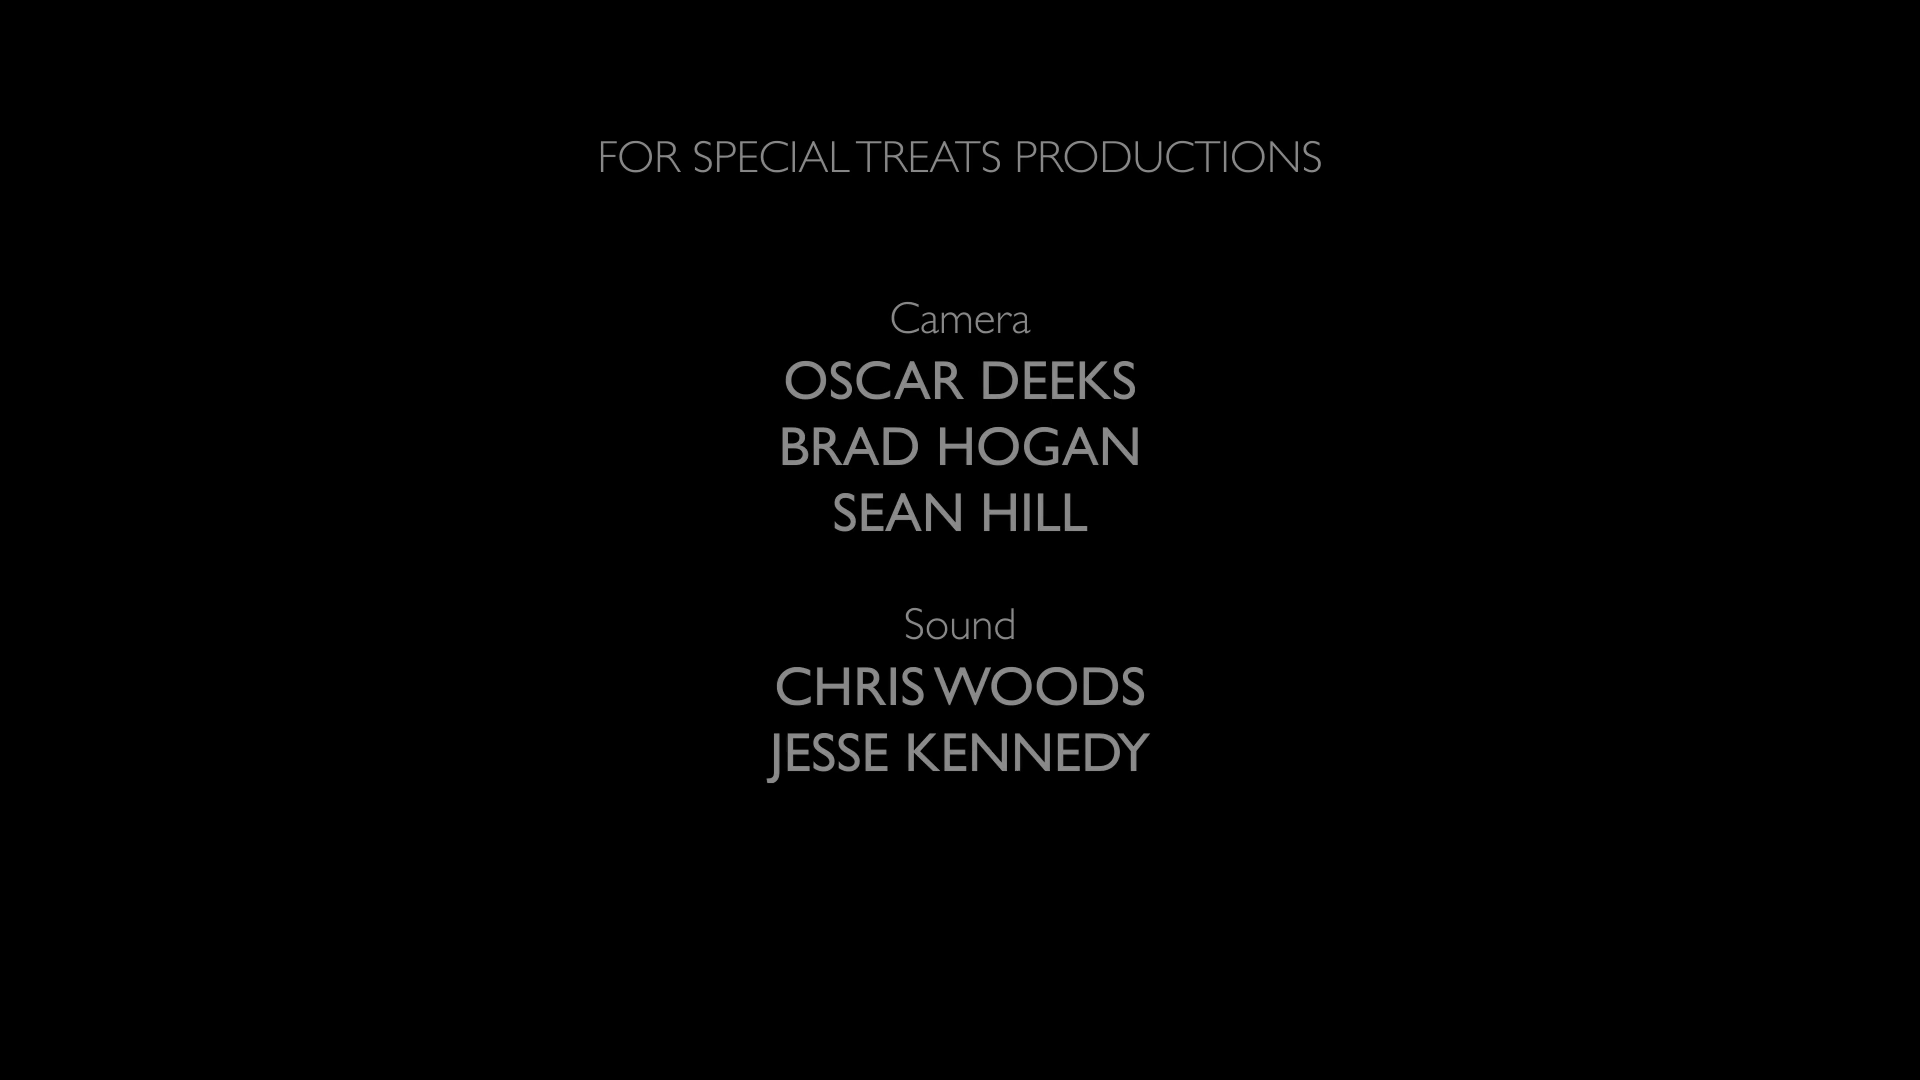 FOR SPECIAL TREATS PRODUCTIONS
Camera
OSCAR DEEKS
BRAD HOGAN
SEAN HILL
Sound
CHRIS WOODS
JESSE KENNEDY